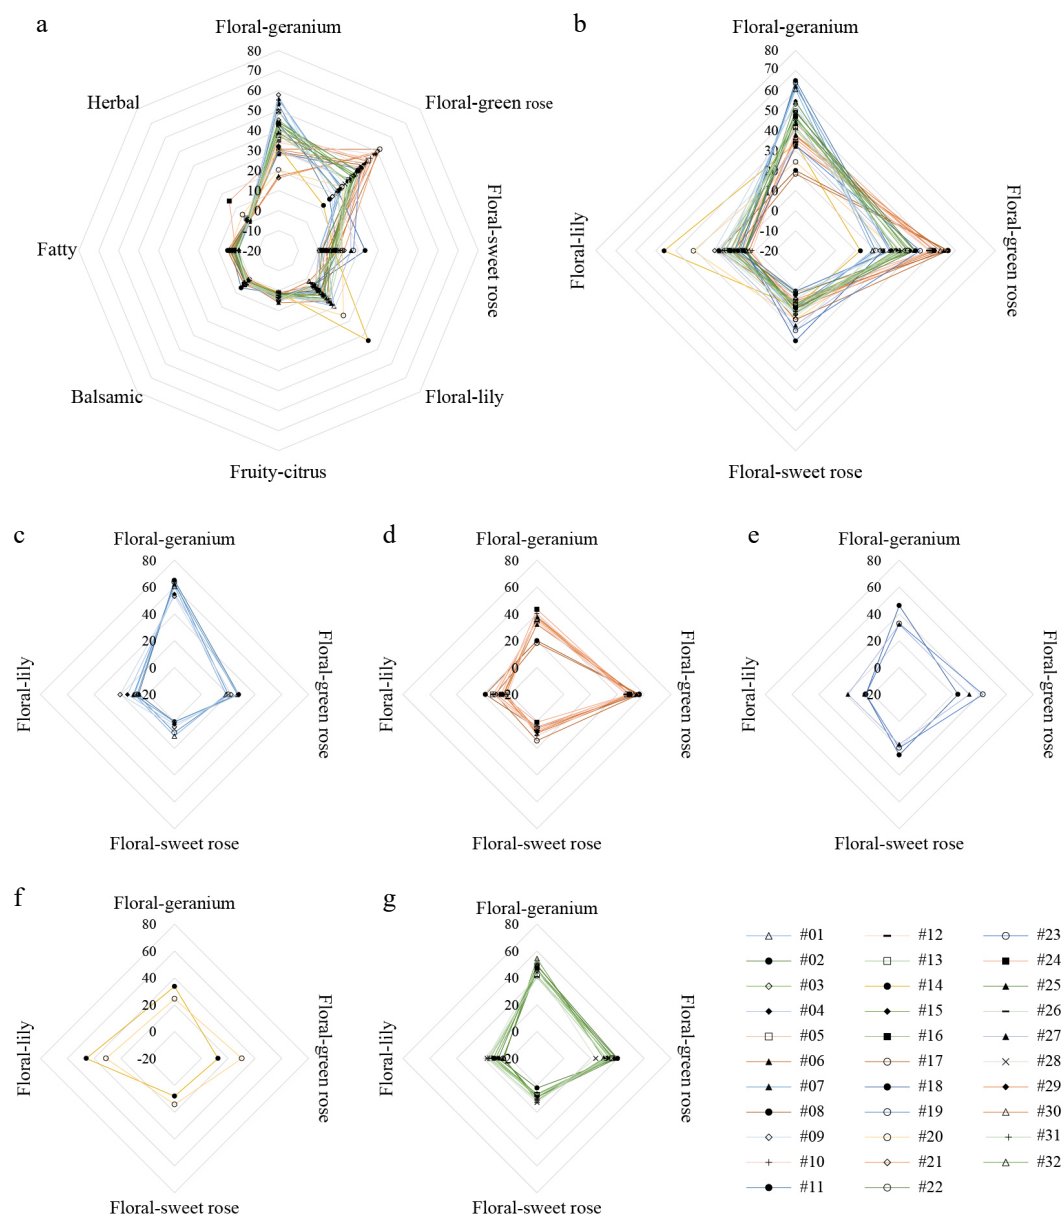 a
Floral-geranium
Floral-green rose
Floral-sweet rose
Floral-lily
Fruity-citrus
Balsamic
Fatty
Herbal
80
70
60
50
40
30
20
10
0
-10
-20
b
Floral-geranium
Floral-green rose
Floral-sweet rose
Floral-lily
80
70
60
50
40
30
20
10
0
-10
-20
c
Floral-geranium
Floral-green rose
Floral-sweet rose
Floral-lily
80
60
40
20
0
-20
d
Floral-geranium
Floral-green rose
Floral-sweet rose
Floral-lily
80
60
40
20
0
-20
e
Floral-geranium
Floral-green rose
Floral-sweet rose
Floral-lily
80
60
40
20
0
-20
f
Floral-geranium
Floral-green rose
Floral-sweet rose
Floral-lily
80
60
40
20
0
-20
g
Floral-geranium
Floral-green rose
Floral-sweet rose
Floral-lily
80
60
40
20
0
-20
#01
#02
#03
#04
#05
#06
#07
#08
#09
#10
#11
#12
#13
#14
#15
#16
#17
#18
#19
#20
#21
#22
#23
#24
#25
#26
#27
#28
#29
#30
#31
#32